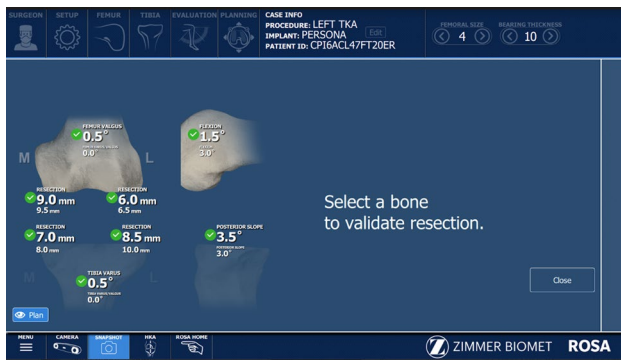 SURGEON SETUP FEMUR TIBIA EVALUATION PLANNING
CASE INFO
PROCEDURE: LEFT TKA
IMPLANT: PERSONA Edit
PATIENT ID: CPI6ACL47FT20ER
FEMORAL SIZE
4
BEARING THICKNESS
10
FEMUR VALGUS
0.5°
0.0°
M L
FLEXION
1.5°
3.0°
RESECTION
9.0 mm
9.5 mm
RESECTION
6.0 mm
6.5 mm
RESECTION
7.0 mm
8.0 mm
RESECTION
8.5 mm
10.0 mm
POSTERIOR SLOPE
3.5°
POSTERIOR SLOPE
3.0°
M L
TIBIA VARUS
0.5°
0.0°
Select a bone
to validate resection.
Close
Plan
MENU CAMERA SNAPSHOT HKA ROSA HOME
ZIMMER BIOMET ROSA